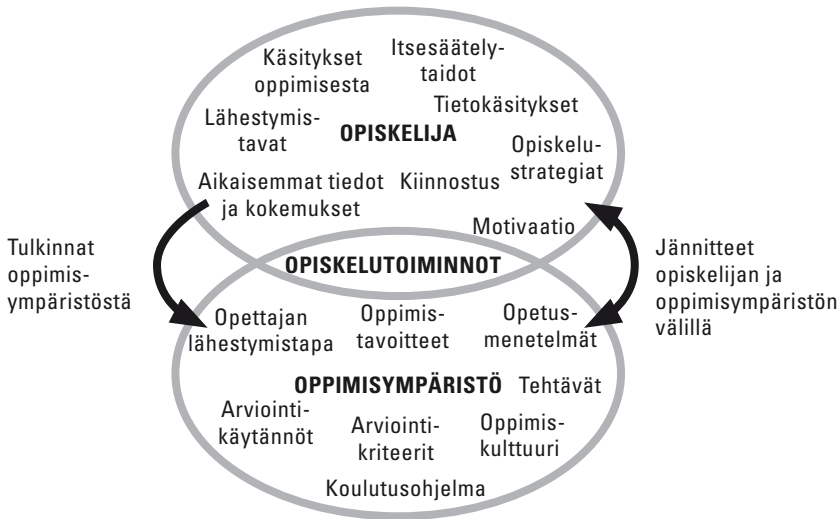 Käsitykset
oppimisesta
Itsesäätely-
taidot
Tietokäsitykset
Lähestymis-
tavat
OPISKELIJA
Opiskelu-
strategiat
Aikaisemmat tiedot
ja kokemukset
Kiinnostus
Motivaatio
Tulkinnat
oppimis-
ympäristöstä
OPISKELUTOIMINNOT
Jännitteet
opiskelijan ja
oppimisympäristön
välillä
Opettajan
lähestymistapa
Oppimis-
tavoitteet
Opetus-
menetelmät
OPPIMISYMPÄRISTÖ
Tehtävät
Arviointi-
käytännöt
Arviointi-
kriteerit
Oppimis-
kulttuuri
Koulutusohjelma